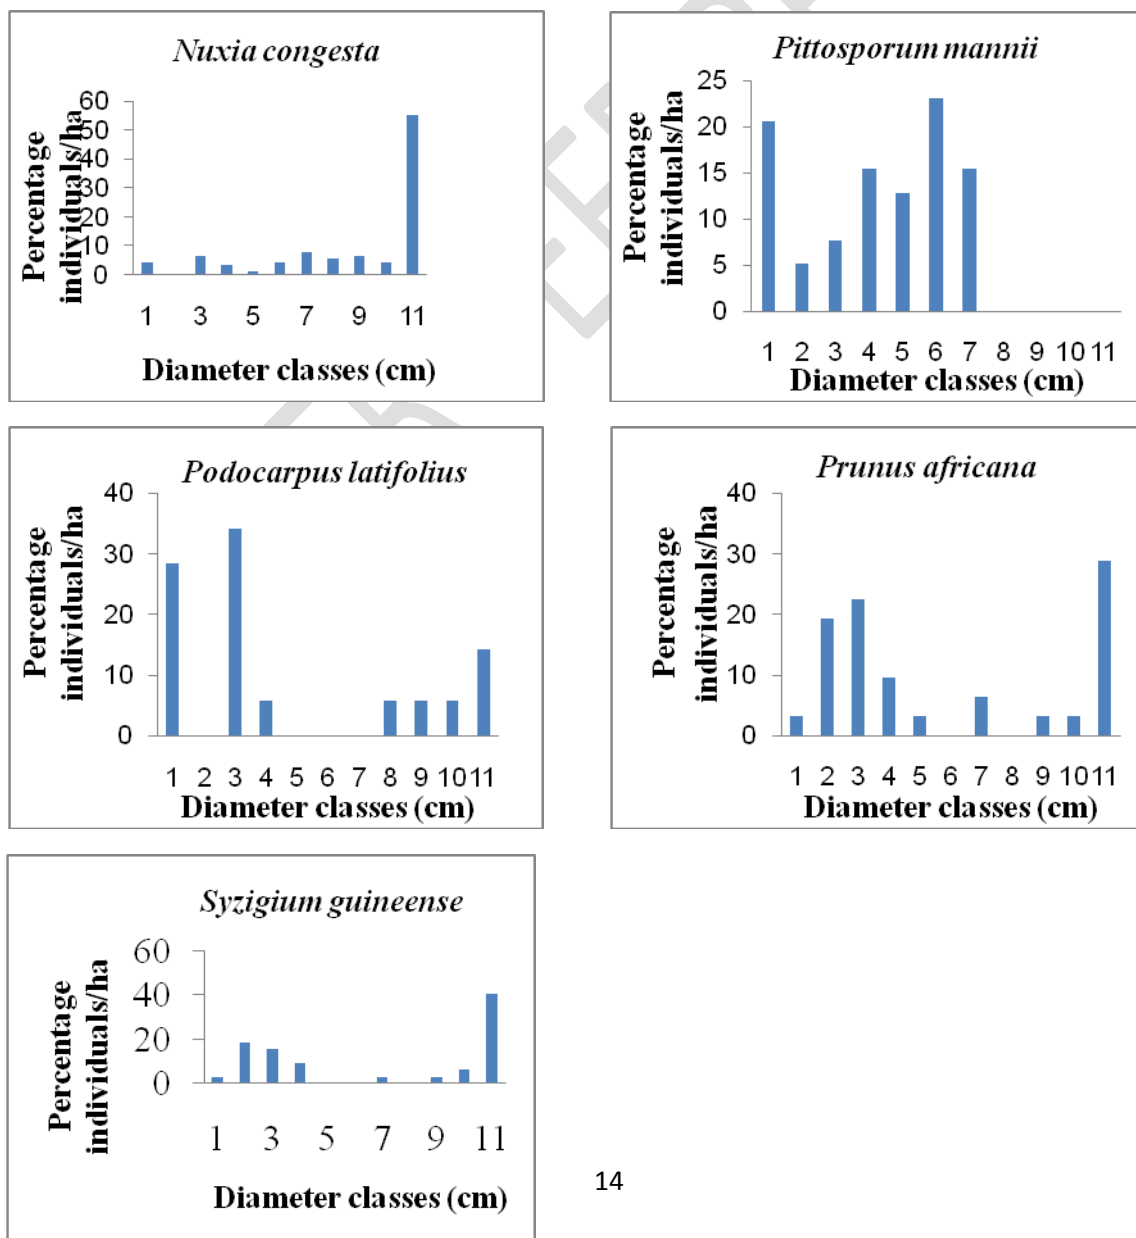 Nuxia congesta
Percentage
individuals/ha
60
50
40
30
20
10
0
1 3 5 7 9 11
Diameter classes (cm)
Pittosporum mannii
Percentage
individuals/ha
25
20
15
10
5
0
1 2 3 4 5 6 7 8 9 10 11
Diameter classes (cm)
Podocarpus latifolius
Percentage
individuals/ha
40
30
20
10
0
1 2 3 4 5 6 7 8 9 10 11
Diameter classes (cm)
Prunus africana
Percentage
individuals/ha
40
30
20
10
0
1 2 3 4 5 6 7 8 9 10 11
Diameter classes (cm)
Syzigium guineense
Percentage
individuals/ha
60
40
20
0
1 3 5 7 9 11
Diameter classes (cm)
14